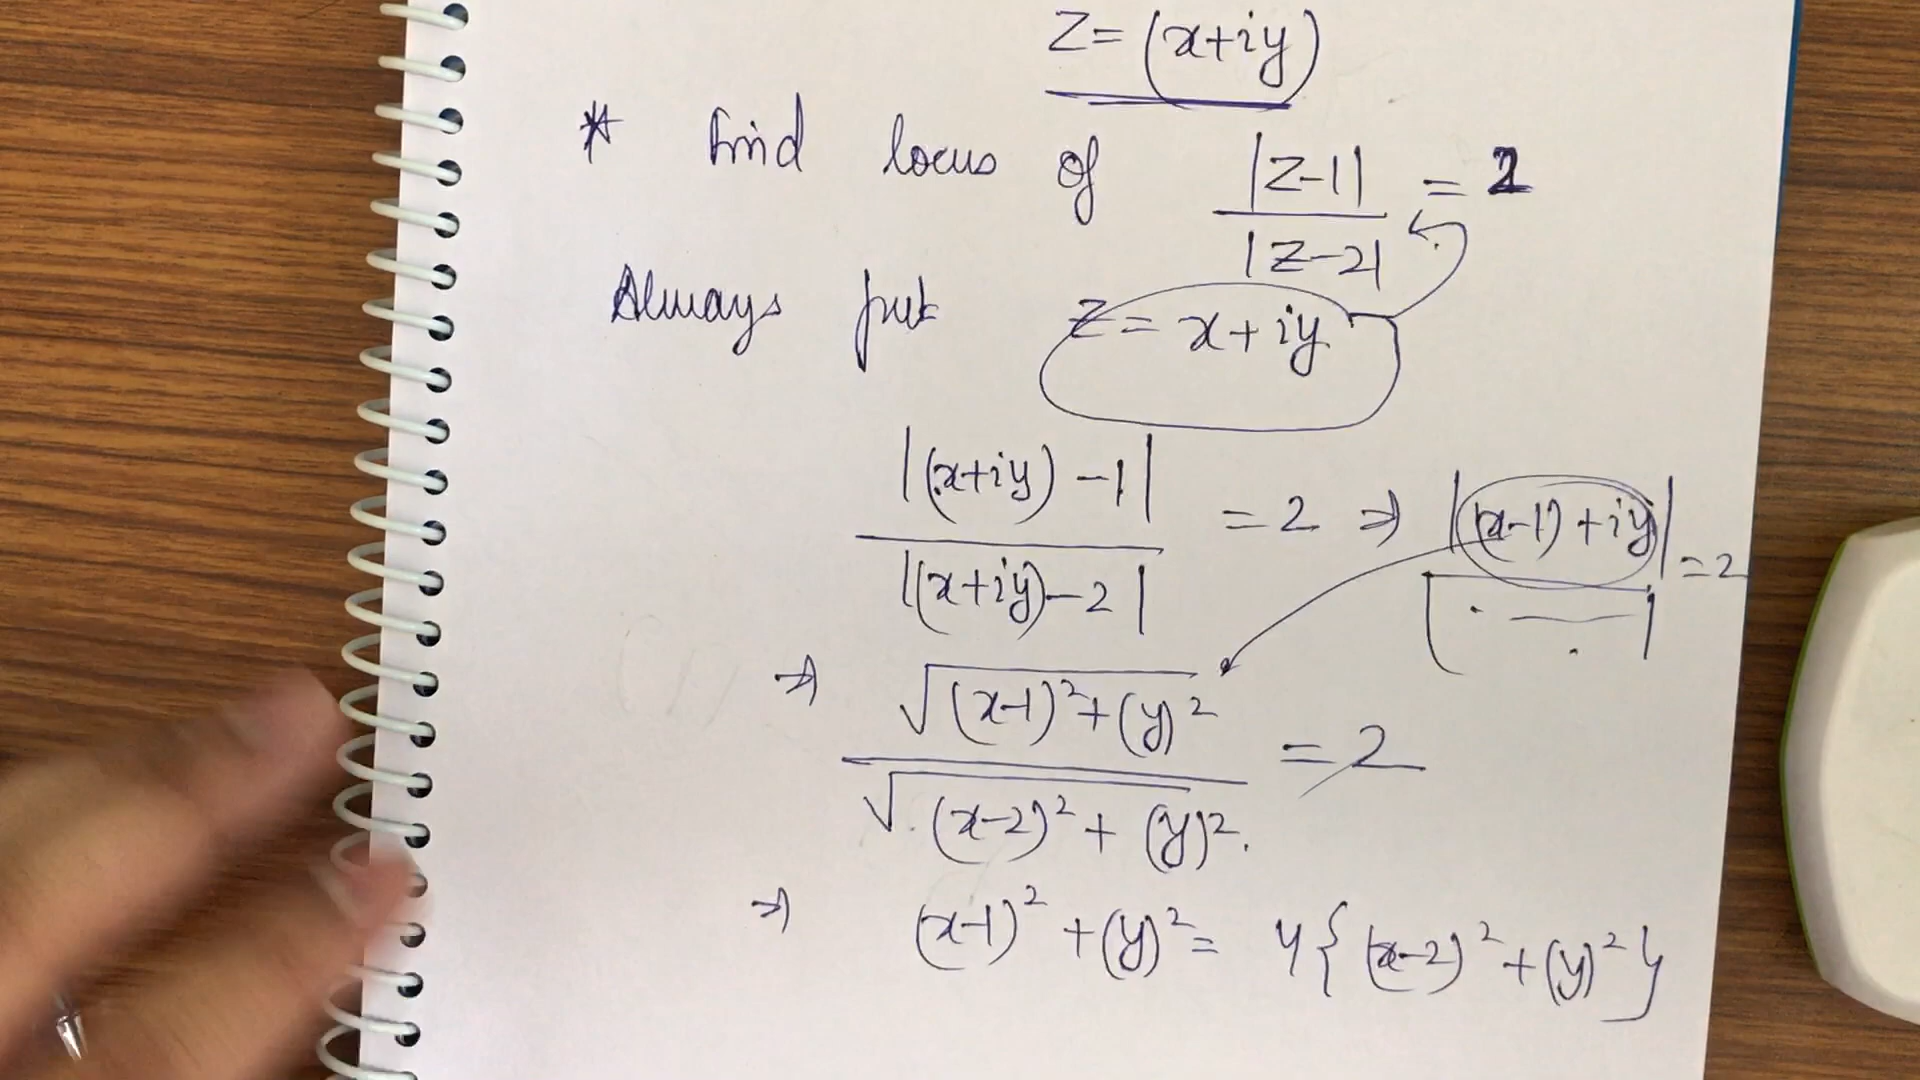 Z = (x+iy)
* find locus of |Z-1| / |Z-2| = 2
Always put Z = x+iy
|(x+iy)-1| / |(x+iy)-2| = 2 ⇒ |(x-1)+iy| / | · — · | = 2
⇒ √(x-1)²+(y)² / √(x-2)²+(y)². = 2
⇒ (x-1)²+(y)² = 4{(x-2)²+(y)²}